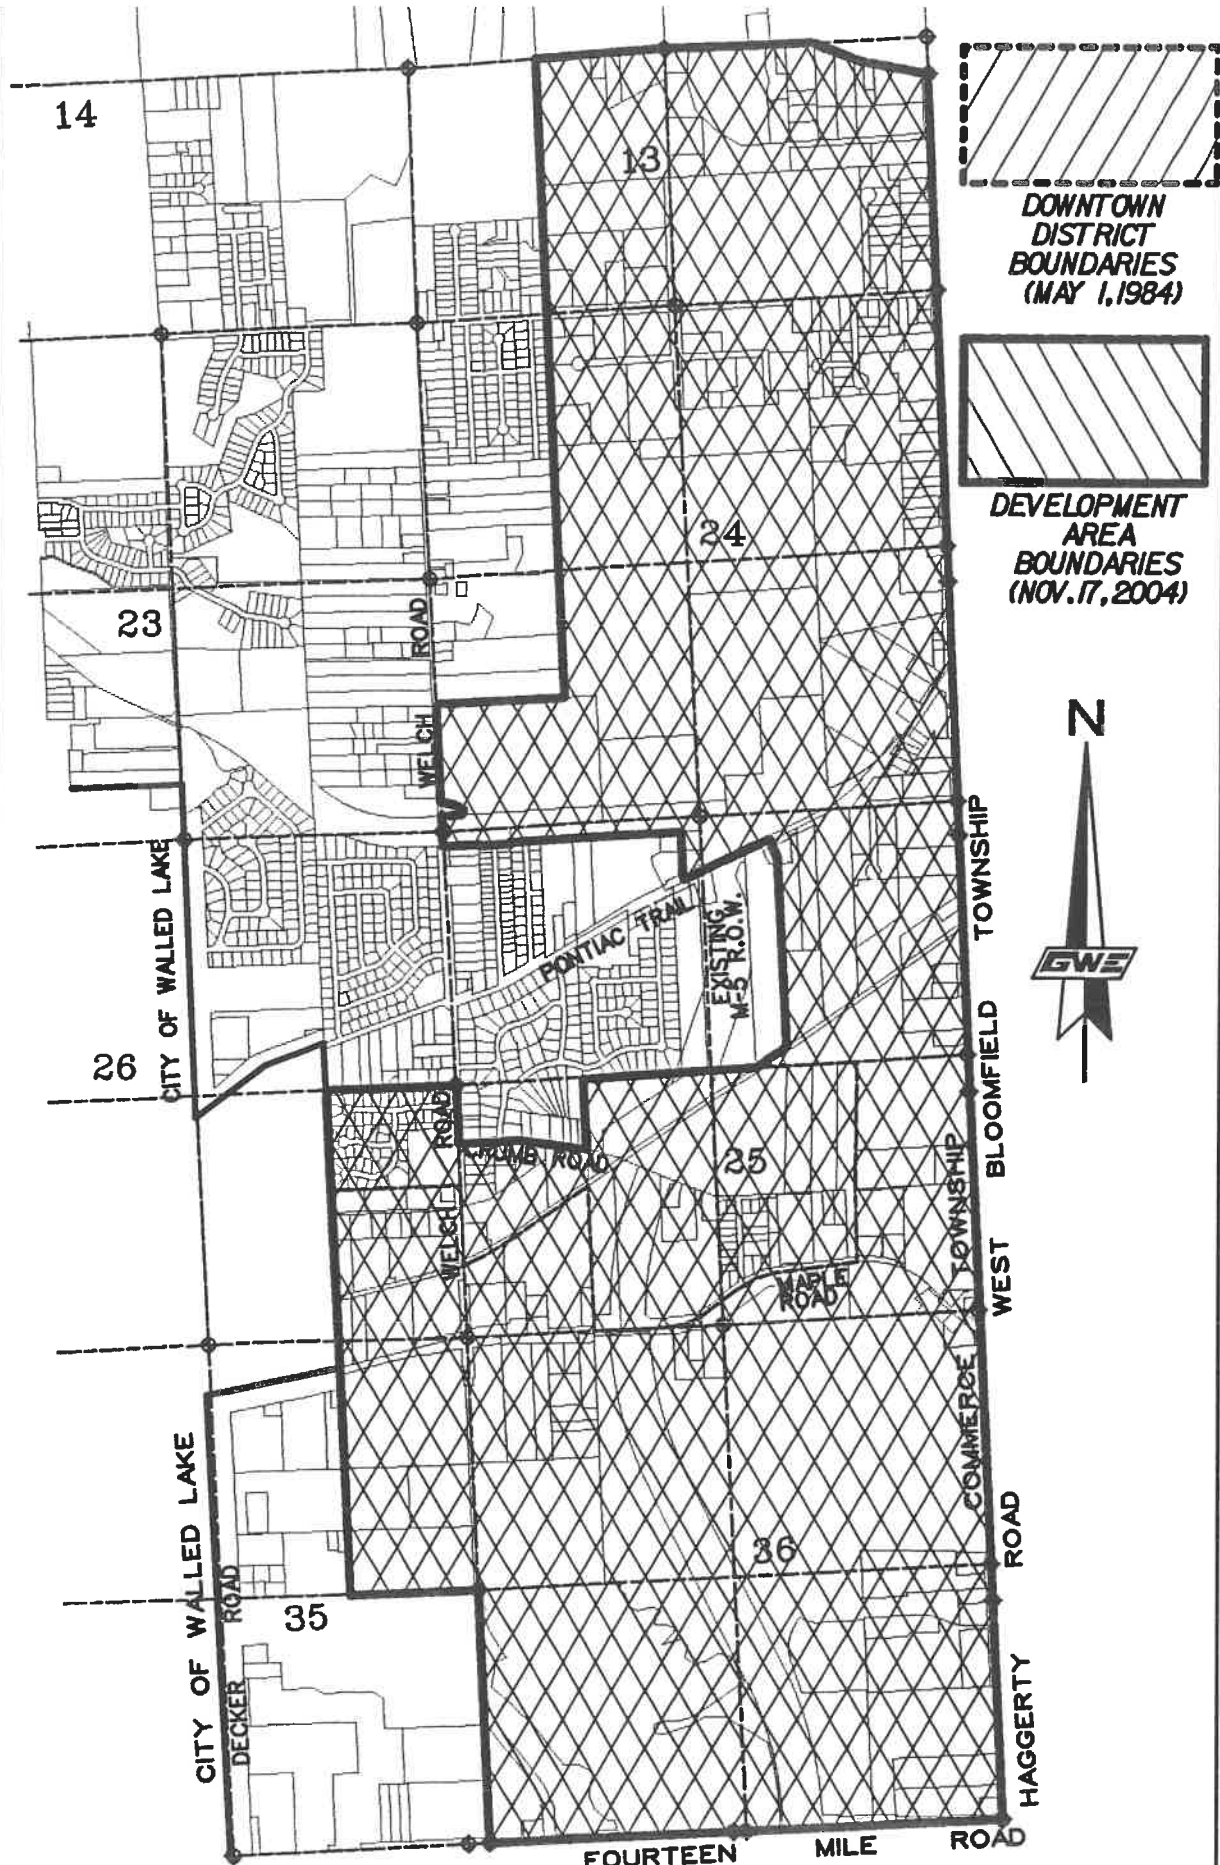 14
13
DOWNTOWN
DISTRICT
BOUNDARIES
(MAY 1,1984)
DEVELOPMENT
AREA
BOUNDARIES
(NOV.17,2004)
24
23
WELCH ROAD
N
GWE
CITY OF WALLED LAKE
PONTIAC TRAIL
EXISTING
M-5 R.O.W.
26
WELCH ROAD
CRUMB ROAD
25
MAPLE
ROAD
WEST BLOOMFIELD TOWNSHIP
COMMERCE TOWNSHIP
36
35
CITY OF WALLED LAKE
DECKER ROAD
HAGGERTY ROAD
FOURTEEN MILE ROAD